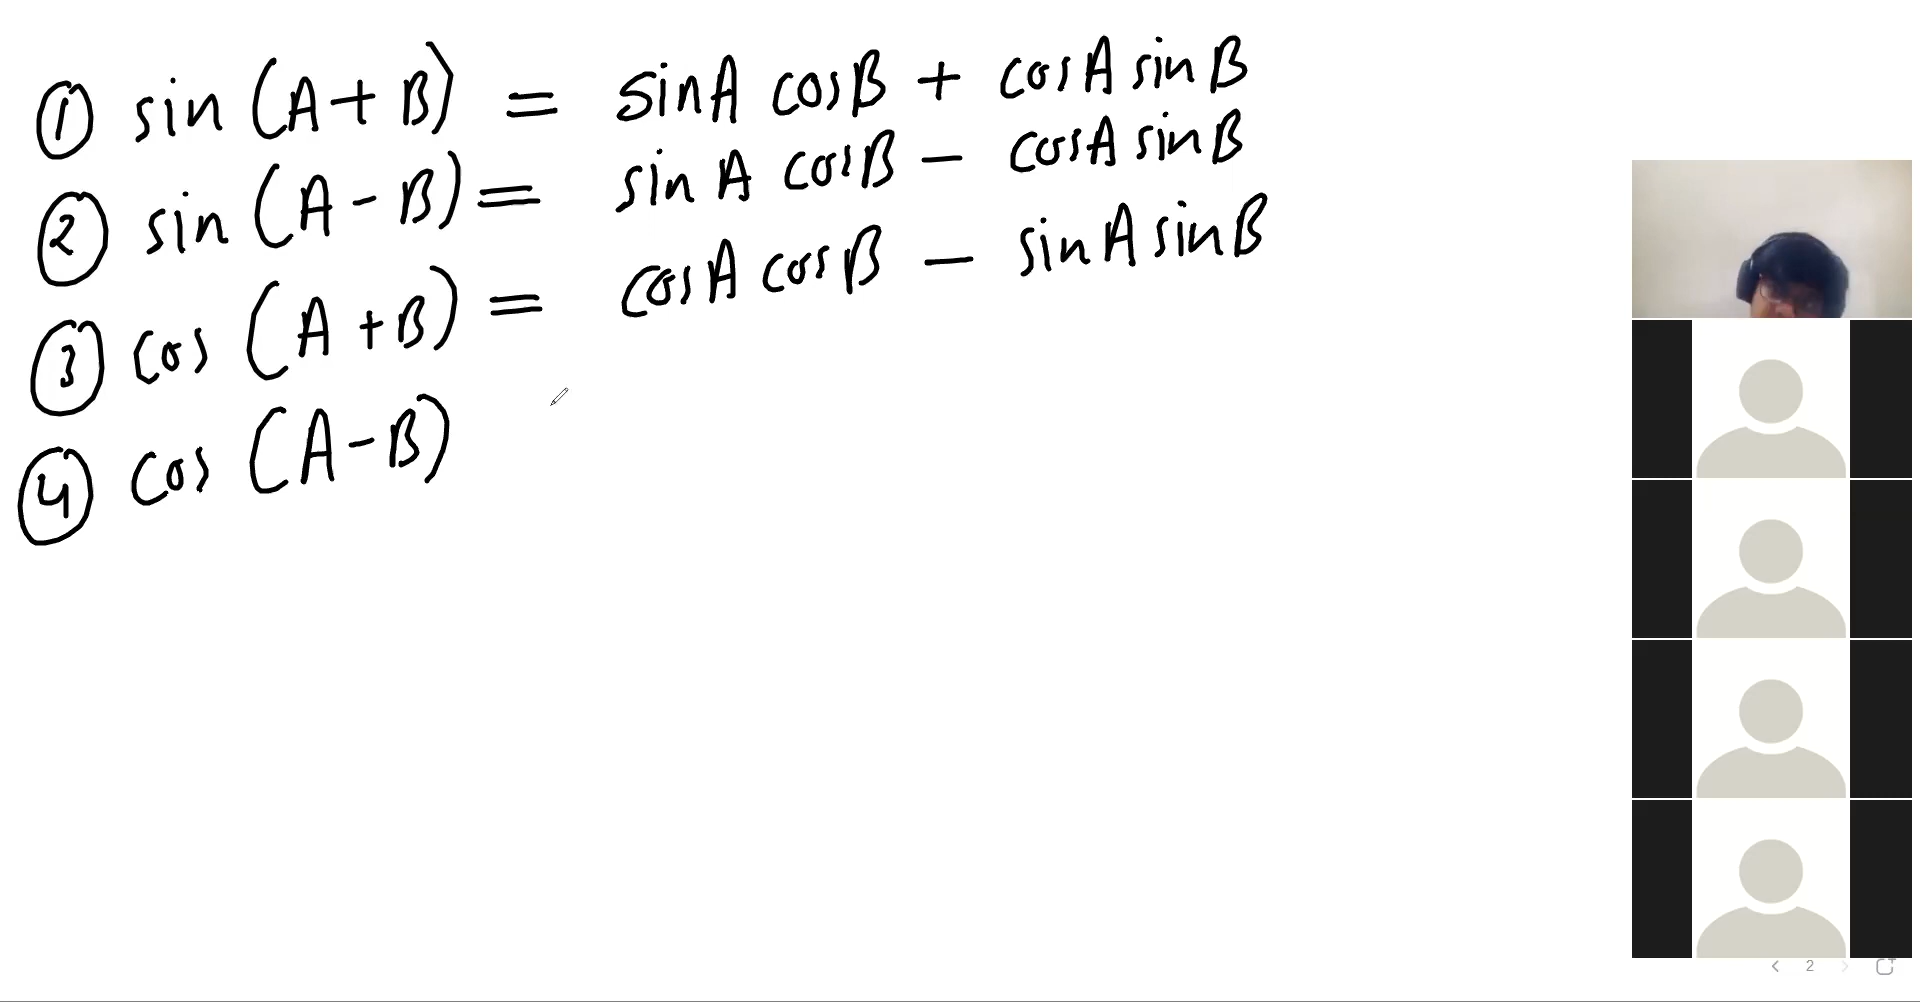 ① sin (A + B) = sinA cosB + cosA sinB
② sin (A - B) = sin A cosB - cosA sinB
③ cos (A + B) = cosA cosB - sinA sinB
④ cos (A - B)
2